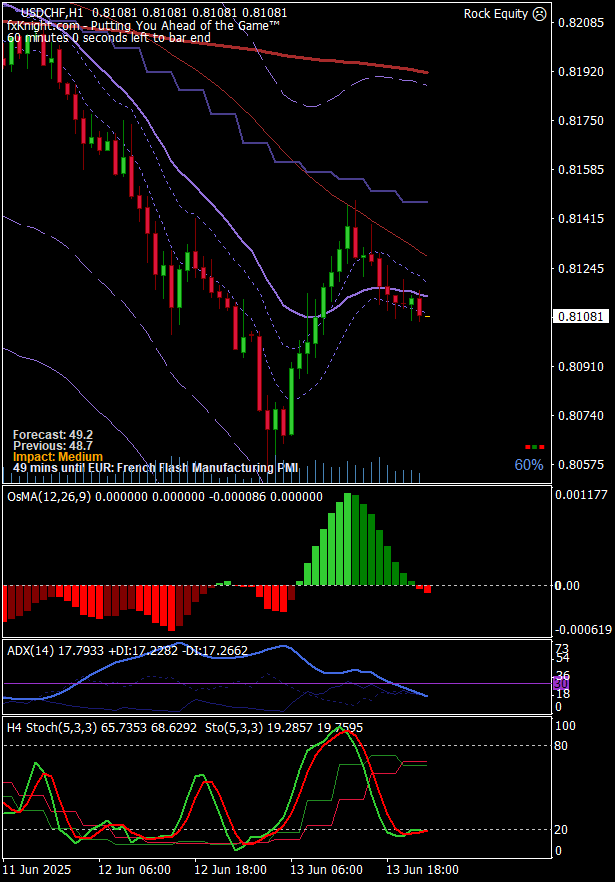 USDCHF,H1 0.81081 0.81081 0.81081 0.81081
Rock Equity ☹
fxKnight.com - Putting You Ahead of the Game™
60 minutes 0 seconds left to bar end
0.82085
0.81920
0.81750
0.81585
0.81415
0.81245
0.81081
0.80910
0.80740
0.80575
Forecast: 49.2
Previous: 48.7
Impact: Medium
49 mins until EUR: French Flash Manufacturing PMI
60%
OsMA(12,26,9) 0.000000 0.000000 -0.000086 0.000000
0.001177
0.00
-0.000619
ADX(14) 17.7933 +DI:17.2282 -DI:17.2662
73
54
36
30
18
0
H4 Stoch(5,3,3) 65.7353 68.6292 Sto(5,3,3) 19.2857 19.7595
100
80
20
0
11 Jun 2025
12 Jun 06:00
12 Jun 18:00
13 Jun 06:00
13 Jun 18:00